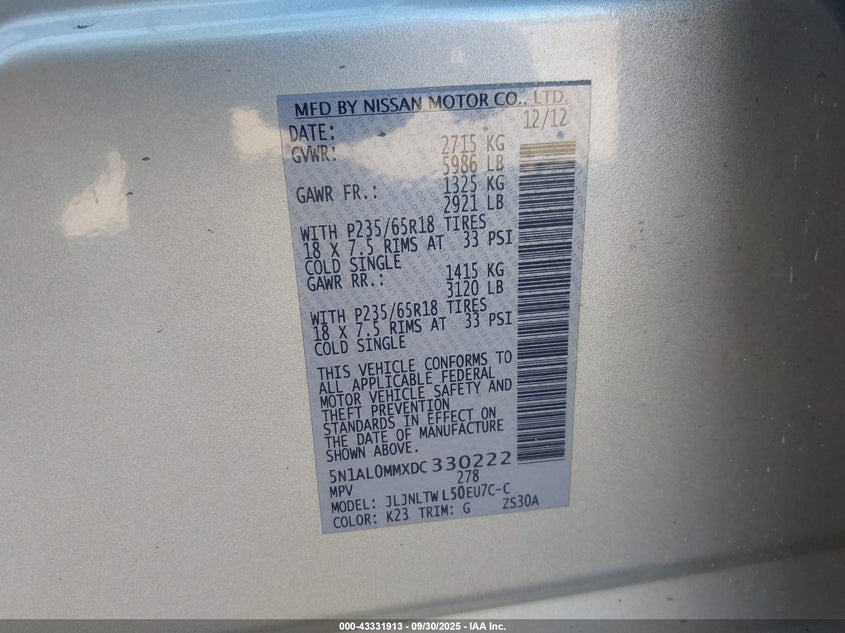 MFD BY NISSAN MOTOR CO., LTD.
DATE: 12/12
GVWR: 2715 KG
5986 LB
GAWR FR.: 1325 KG
2921 LB
WITH P235/65R18 TIRES
18 X 7.5 RIMS AT 33 PSI
COLD SINGLE
GAWR RR.: 1415 KG
3120 LB
WITH P235/65R18 TIRES
18 X 7.5 RIMS AT 33 PSI
COLD SINGLE
THIS VEHICLE CONFORMS TO
ALL APPLICABLE FEDERAL
MOTOR VEHICLE SAFETY AND
THEFT PREVENTION
STANDARDS IN EFFECT ON
THE DATE OF MANUFACTURE
SHOWN ABOVE.
5N1AL0MMXDC 330222
MPV 278
MODEL: JLJNLTW L50EU7C-C
COLOR: K23 TRIM: G ZS30A
000-43331913 - 09/30/2025 - IAA Inc.